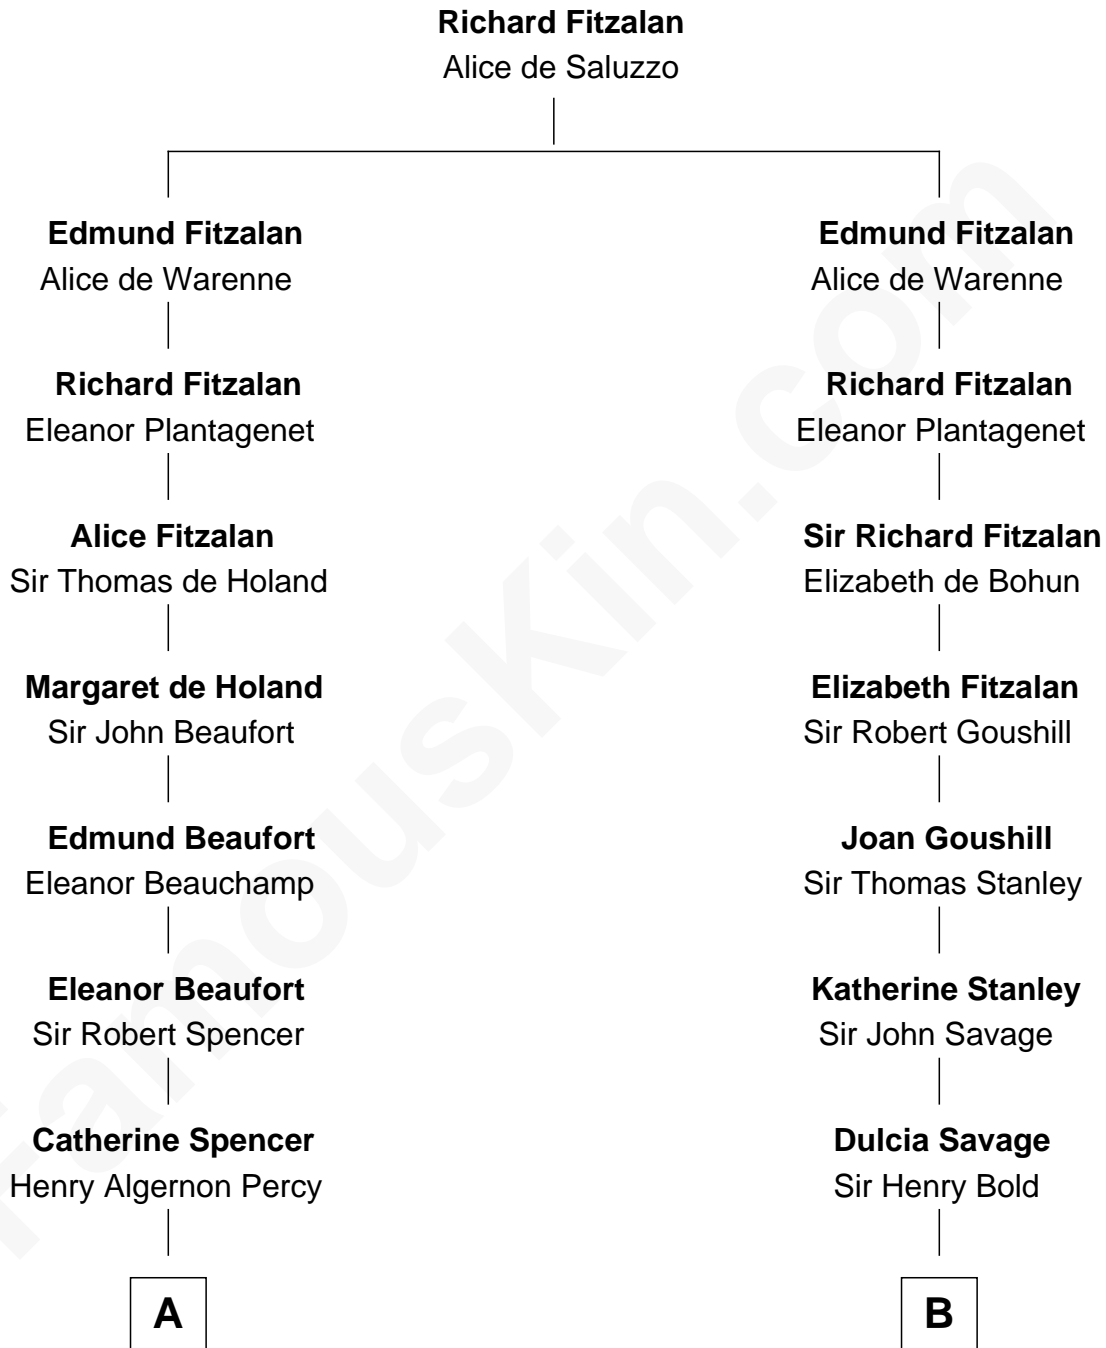 Richard Fitzalan
Alice de Saluzzo
Edmund Fitzalan
Alice de Warenne
Edmund Fitzalan
Alice de Warenne
Richard Fitzalan
Eleanor Plantagenet
Richard Fitzalan
Eleanor Plantagenet
Alice Fitzalan
Sir Thomas de Holand
Sir Richard Fitzalan
Elizabeth de Bohun
Margaret de Holand
Sir John Beaufort
Elizabeth Fitzalan
Sir Robert Goushill
Edmund Beaufort
Eleanor Beauchamp
Joan Goushill
Sir Thomas Stanley
Eleanor Beaufort
Sir Robert Spencer
Katherine Stanley
Sir John Savage
Catherine Spencer
Henry Algernon Percy
Dulcia Savage
Sir Henry Bold
A
B
FamousKin.com